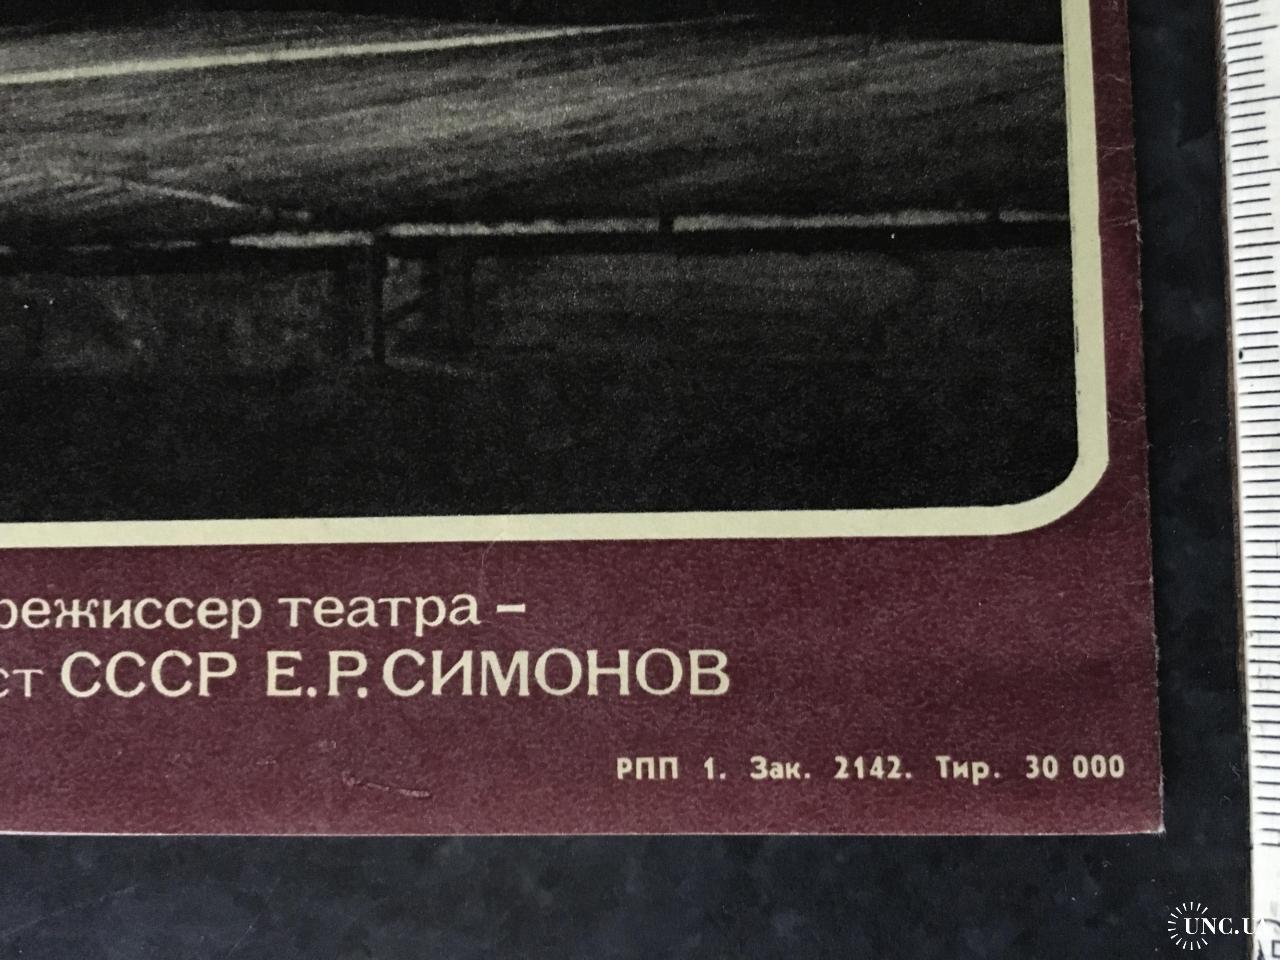 режиссер театра –
ст СССР Е.Р. СИМОНОВ
РПП 1. Зак. 2142. Тир. 30 000
UNC.UA